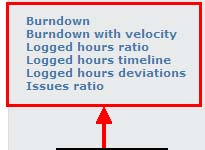 Burndown
Burndown with velocity
Logged hours ratio
Logged hours timeline
Logged hours deviations
Issues ratio